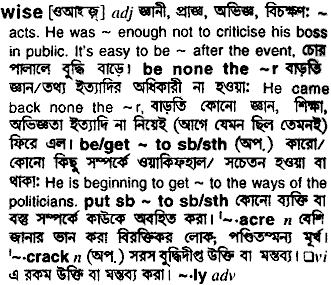 wise [ওআইজ়্] adj জ্ঞানী, প্রাজ্ঞ, অভিজ্ঞ, বিচক্ষণ: ~
acts. He was ~ enough not to criticise his boss
in public. It's easy to be ~ after the event, চোর
পালালে বুদ্ধি বাড়ে। be none the ~r বাড়তি
জ্ঞান/তথ্য ইত্যাদির অধিকারী না হওয়া: He came
back none the ~r, বাড়তি কোনো জ্ঞান, শিক্ষা,
অভিজ্ঞতা ইত্যাদি না নিয়েই (আগে যেমন ছিল তেমনই)
ফিরে এল। be/get ~ to sb/sth (অপ.) কারো/
কোনো কিছু সম্পর্কে ওয়াকিফহাল/ সচেতন হওয়া বা
থাকা: He is beginning to get ~ to the ways of the
politicians. put sb ~ to sb/sth কোনো ব্যক্তি বা
বস্তু সম্পর্কে কাউকে অবহিত করা। '~.acre n বেশি
জানার ভান করা বিরক্তিকর লোক; পণ্ডিতম্মন্য মূর্খ।
'~.crack n (অপ.) সরস বুদ্ধিদীপ্ত উক্তি বা মন্তব্য। □vi
এ রকম উক্তি বা মন্তব্য করা। ~.ly adv